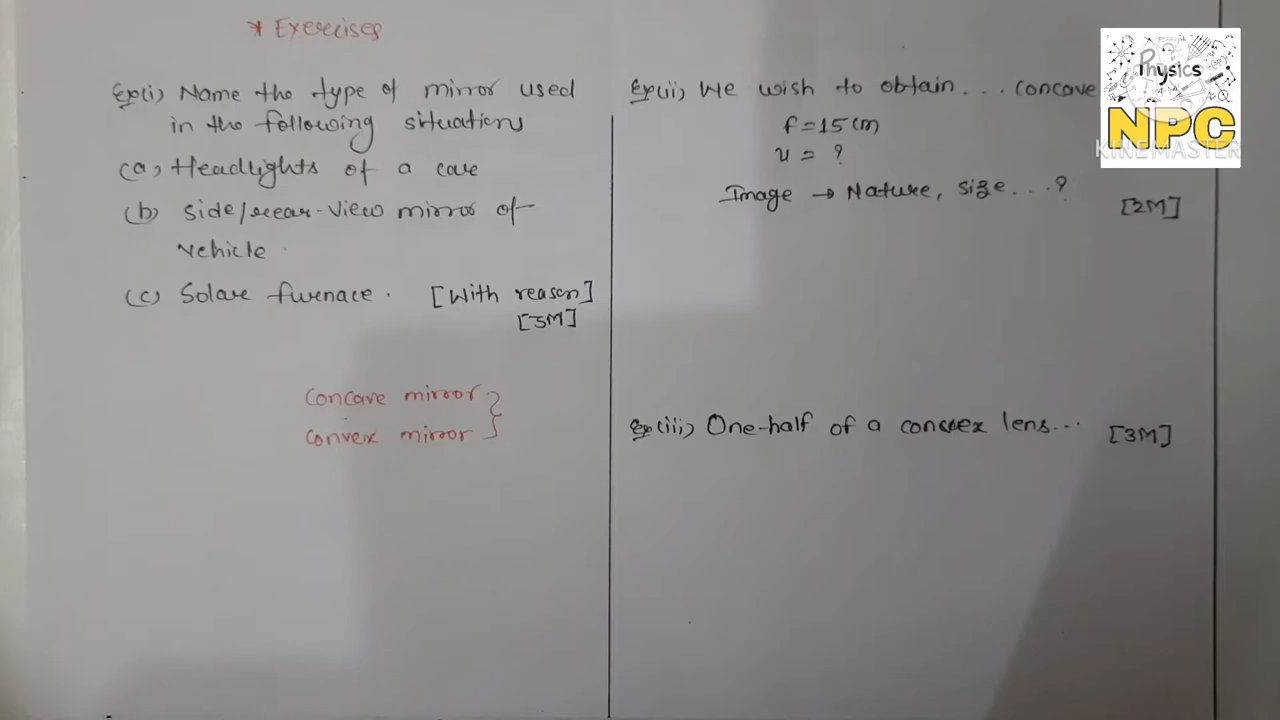 * Exercises
Ex(i) Name the type of mirror used
in the following situations
(a) Headlights of a car
(b) side/rear-view mirror of
vehicle.
(c) Solar furnace. [With reason]
[3M]
Concave mirror
convex mirror
Ex(ii) We wish to obtain... concave
f = 15 cm
u = ?
Image → Nature, size...?
[2M]
Ex(iii) One-half of a convex lens... [3M]
Physics
NPC
KINEMASTER